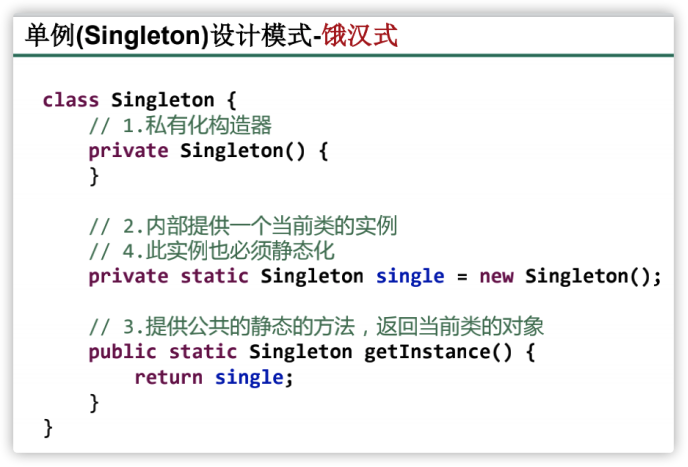 单例(Singleton)设计模式-饿汉式
class Singleton {
// 1.私有化构造器
private Singleton() {
}
// 2.内部提供一个当前类的实例
// 4.此实例也必须静态化
private static Singleton single = new Singleton();
// 3.提供公共的静态的方法，返回当前类的对象
public static Singleton getInstance() {
return single;
}
}